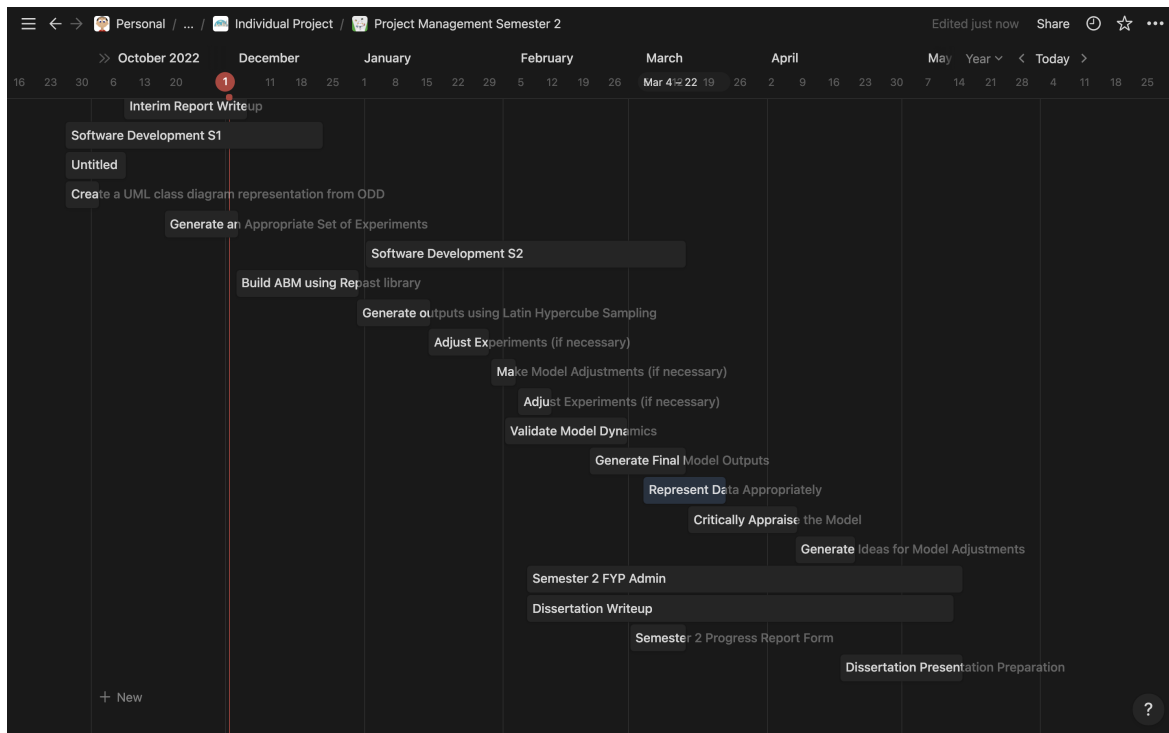 Personal / ... / Individual Project / Project Management Semester 2 Edited just now Share
October 2022 December January February March April May Year Today
16 23 30 6 13 20 1 11 18 25 1 8 15 22 29 5 12 19 26 Mar 4 22 19 26 2 9 16 23 30 7 14 21 28 4 11 18 25
Interim Report Writeup
Software Development S1
Untitled
Create a UML class diagram representation from ODD
Generate an Appropriate Set of Experiments
Software Development S2
Build ABM using Repast library
Generate outputs using Latin Hypercube Sampling
Adjust Experiments (if necessary)
Make Model Adjustments (if necessary)
Adjust Experiments (if necessary)
Validate Model Dynamics
Generate Final Model Outputs
Represent Data Appropriately
Critically Appraise the Model
Generate Ideas for Model Adjustments
Semester 2 FYP Admin
Dissertation Writeup
Semester 2 Progress Report Form
Dissertation Presentation Preparation
+ New
?